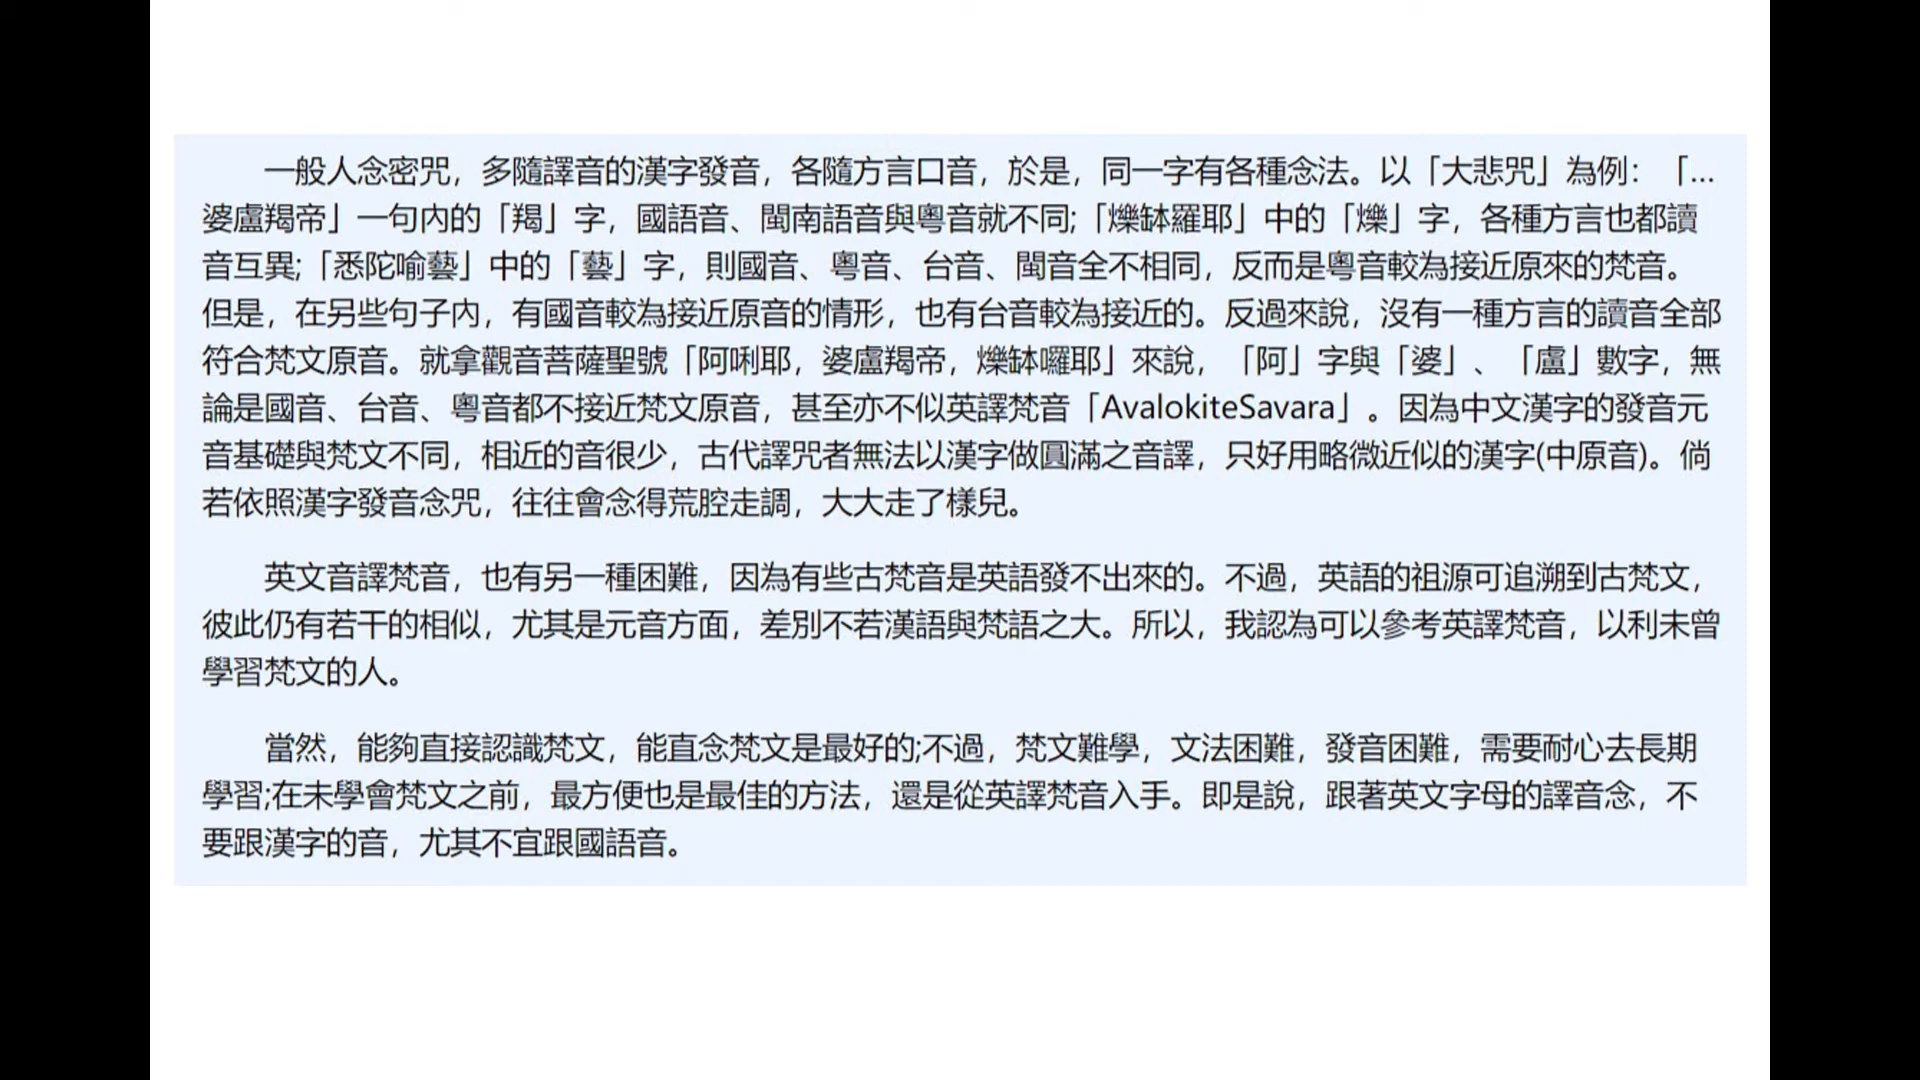 一般人念密咒，多隨譯音的漢字發音，各隨方言口音，於是，同一字有各種念法。以「大悲咒」為例：「...
婆盧羯帝」一句內的「羯」字，國語音、閩南語音與粵音就不同;「爍缽羅耶」中的「爍」字，各種方言也都讀
音互異;「悉陀喻藝」中的「藝」字，則國音、粵音、台音、閩音全不相同，反而是粵音較為接近原來的梵音。
但是，在另些句子內，有國音較為接近原音的情形，也有台音較為接近的。反過來說，沒有一種方言的讀音全部
符合梵文原音。就拿觀音菩薩聖號「阿唎耶，婆盧羯帝，爍缽囉耶」來說，「阿」字與「婆」、「盧」數字，無
論是國音、台音、粵音都不接近梵文原音，甚至亦不似英譯梵音「AvalokiteSavara」。因為中文漢字的發音元
音基礎與梵文不同，相近的音很少，古代譯咒者無法以漢字做圓滿之音譯，只好用略微近似的漢字(中原音)。倘
若依照漢字發音念咒，往往會念得荒腔走調，大大走了樣兒。
英文音譯梵音，也有另一種困難，因為有些古梵音是英語發不出來的。不過，英語的祖源可追溯到古梵文，
彼此仍有若干的相似，尤其是元音方面，差別不若漢語與梵語之大。所以，我認為可以參考英譯梵音，以利未曾
學習梵文的人。
當然，能夠直接認識梵文，能直念梵文是最好的;不過，梵文難學，文法困難，發音困難，需要耐心去長期
學習;在未學會梵文之前，最方便也是最佳的方法，還是從英譯梵音入手。即是說，跟著英文字母的譯音念，不
要跟漢字的音，尤其不宜跟國語音。